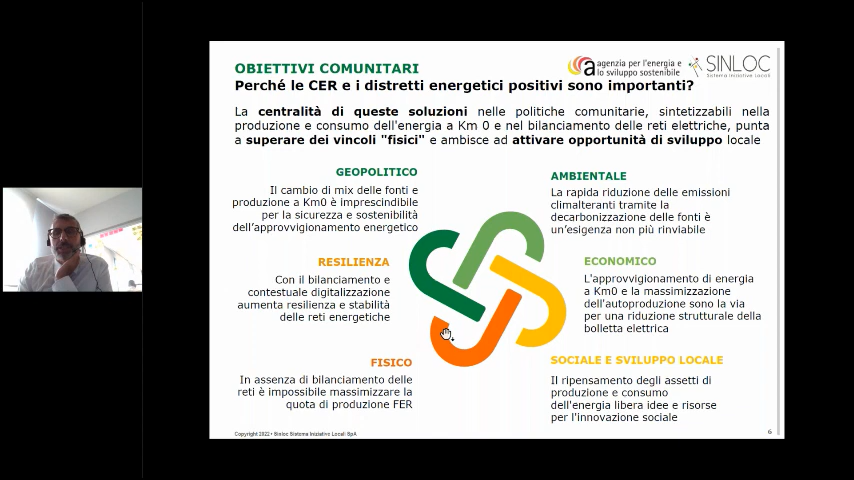 OBIETTIVI COMUNITARI
Perché le CER e i distretti energetici positivi sono importanti?
agenzia per l'energia e
lo sviluppo sostenibile
SINLOC
Sistema Iniziative Locali
La centralità di queste soluzioni nelle politiche comunitarie, sintetizzabili nella
produzione e consumo dell'energia a Km 0 e nel bilanciamento delle reti elettriche, punta
a superare dei vincoli "fisici" e ambisce ad attivare opportunità di sviluppo locale
GEOPOLITICO
Il cambio di mix delle fonti e
produzione a Km0 è imprescindibile
per la sicurezza e sostenibilità
dell'approvvigionamento energetico
RESILIENZA
Con il bilanciamento e
contestuale digitalizzazione
aumenta resilienza e stabilità
delle reti energetiche
FISICO
In assenza di bilanciamento delle
reti è impossibile massimizzare la
quota di produzione FER
AMBIENTALE
La rapida riduzione delle emissioni
climalteranti tramite la
decarbonizzazione delle fonti è
un'esigenza non più rinviabile
ECONOMICO
L'approvvigionamento di energia
a Km0 e la massimizzazione
dell'autoproduzione sono la via
per una riduzione strutturale della
bolletta elettrica
SOCIALE E SVILUPPO LOCALE
Il ripensamento degli assetti di
produzione e consumo
dell'energia libera idee e risorse
per l'innovazione sociale
Copyright 2022 • Sinloc Sistema Iniziative Locali SpA
6